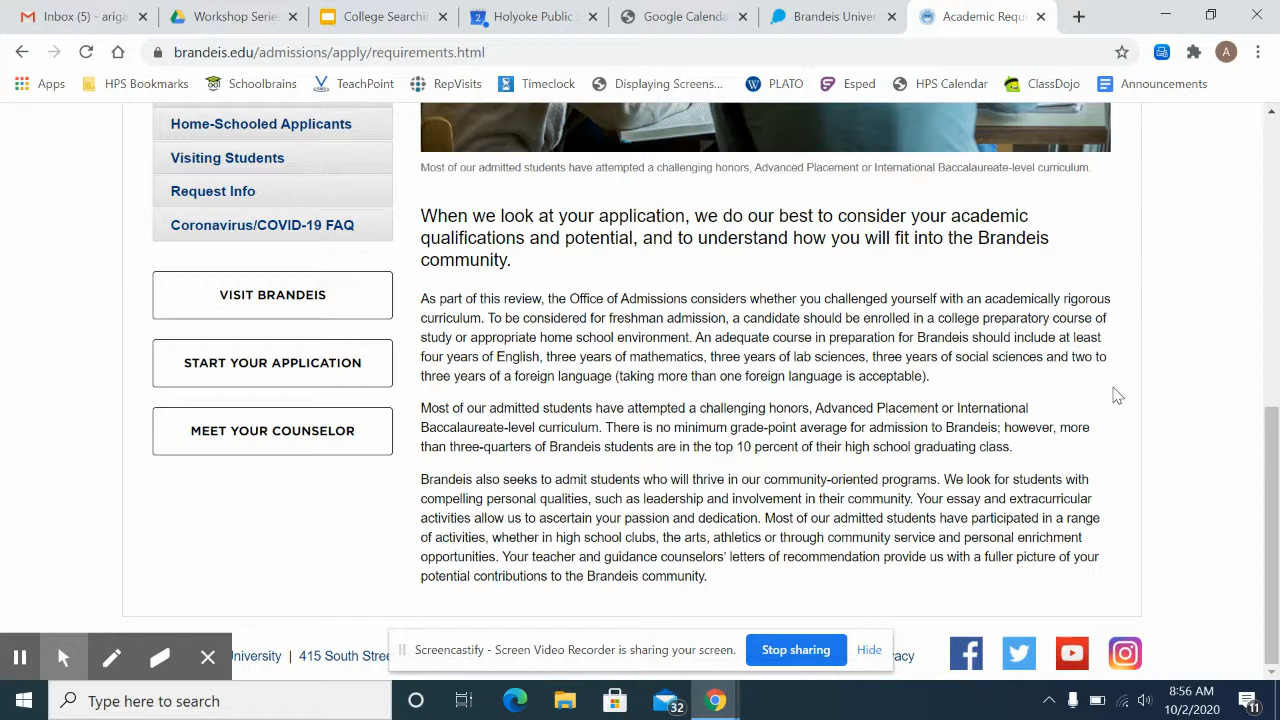 Inbox (5) - ariga
Workshop Serie
College Searchin
Holyoke Public S
Google Calenda
Brandeis Univer
Academic Requ
brandeis.edu/admissions/apply/requirements.html
A
Apps
HPS Bookmarks
Schoolbrains
TeachPoint
RepVisits
Timeclock
Displaying Screens...
PLATO
Esped
HPS Calendar
ClassDojo
Announcements
Home-Schooled Applicants
Visiting Students
Request Info
Coronavirus/COVID-19 FAQ
VISIT BRANDEIS
START YOUR APPLICATION
MEET YOUR COUNSELOR
Most of our admitted students have attempted a challenging honors, Advanced Placement or International Baccalaureate-level curriculum.
When we look at your application, we do our best to consider your academic
qualifications and potential, and to understand how you will fit into the Brandeis
community.
As part of this review, the Office of Admissions considers whether you challenged yourself with an academically rigorous
curriculum. To be considered for freshman admission, a candidate should be enrolled in a college preparatory course of
study or appropriate home school environment. An adequate course in preparation for Brandeis should include at least
four years of English, three years of mathematics, three years of lab sciences, three years of social sciences and two to
three years of a foreign language (taking more than one foreign language is acceptable).
Most of our admitted students have attempted a challenging honors, Advanced Placement or International
Baccalaureate-level curriculum. There is no minimum grade-point average for admission to Brandeis; however, more
than three-quarters of Brandeis students are in the top 10 percent of their high school graduating class.
Brandeis also seeks to admit students who will thrive in our community-oriented programs. We look for students with
compelling personal qualities, such as leadership and involvement in their community. Your essay and extracurricular
activities allow us to ascertain your passion and dedication. Most of our admitted students have participated in a range
of activities, whether in high school clubs, the arts, athletics or through community service and personal enrichment
opportunities. Your teacher and guidance counselors' letters of recommendation provide us with a fuller picture of your
potential contributions to the Brandeis community.
University | 415 South Stree
Screencastify - Screen Video Recorder is sharing your screen.
Stop sharing
Hide
acy
Type here to search
32
8:56 AM
10/2/2020
11